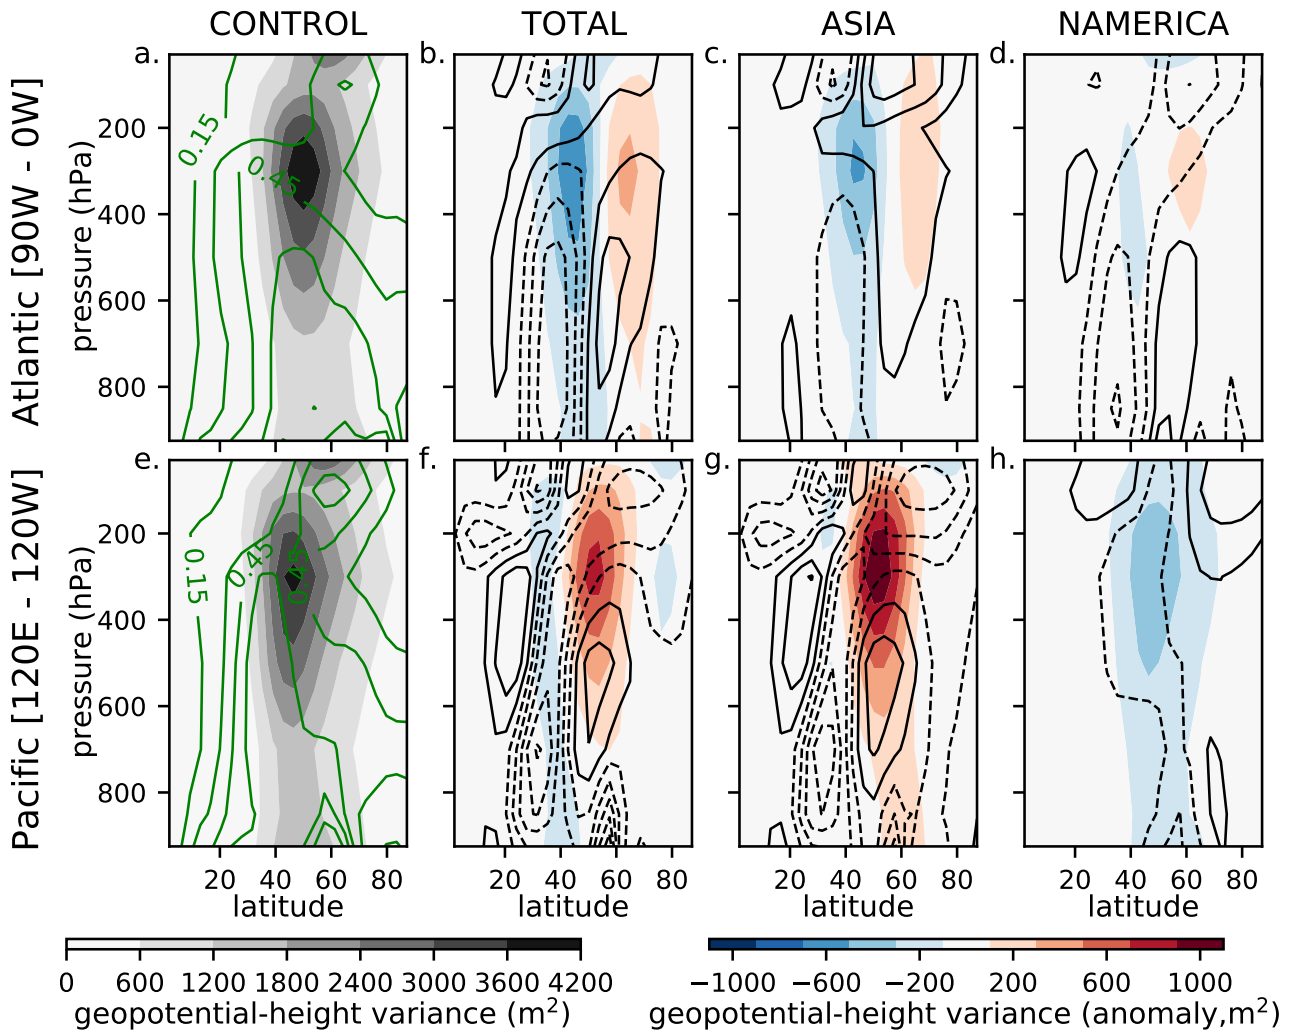 CONTROL TOTAL ASIA NAMERICA
a. b. c. d.
Atlantic [90W - 0W]
pressure (hPa)
200
400
600
800
0.15
0.45
e. f. g. h.
Pacific [120E - 120W]
pressure (hPa)
200
400
600
800
0.15
0.45
0.45
20 40 60 80 20 40 60 80 20 40 60 80 20 40 60 80
latitude latitude latitude latitude
0 600 1200 1800 2400 3000 3600 4200
geopotential-height variance (m²)
−1000 −600 −200 200 600 1000
geopotential-height variance (anomaly,m²)